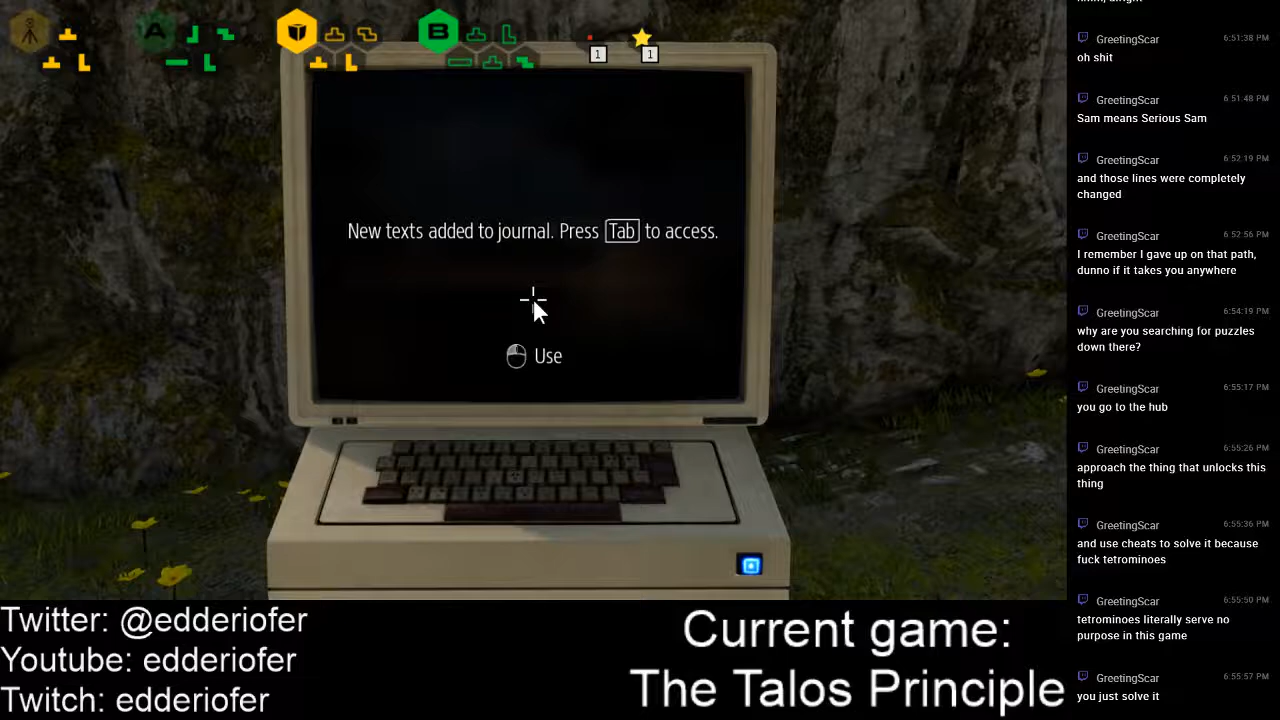 A
B
1
1
New texts added to journal. Press Tab to access.
Use
Twitter: @edderiofer
Youtube: edderiofer
Twitch: edderiofer
Current game:
The Talos Principle
GreetingScar 6:51:38 PM
oh shit
GreetingScar 6:51:48 PM
Sam means Serious Sam
GreetingScar 6:52:19 PM
and those lines were completely
changed
GreetingScar 6:52:56 PM
I remember I gave up on that path,
dunno if it takes you anywhere
GreetingScar 6:54:19 PM
why are you searching for puzzles
down there?
GreetingScar 6:55:17 PM
you go to the hub
GreetingScar 6:55:26 PM
approach the thing that unlocks this
thing
GreetingScar 6:55:36 PM
and use cheats to solve it because
fuck tetrominoes
GreetingScar 6:55:50 PM
tetrominoes literally serve no
purpose in this game
GreetingScar 6:55:57 PM
you just solve it